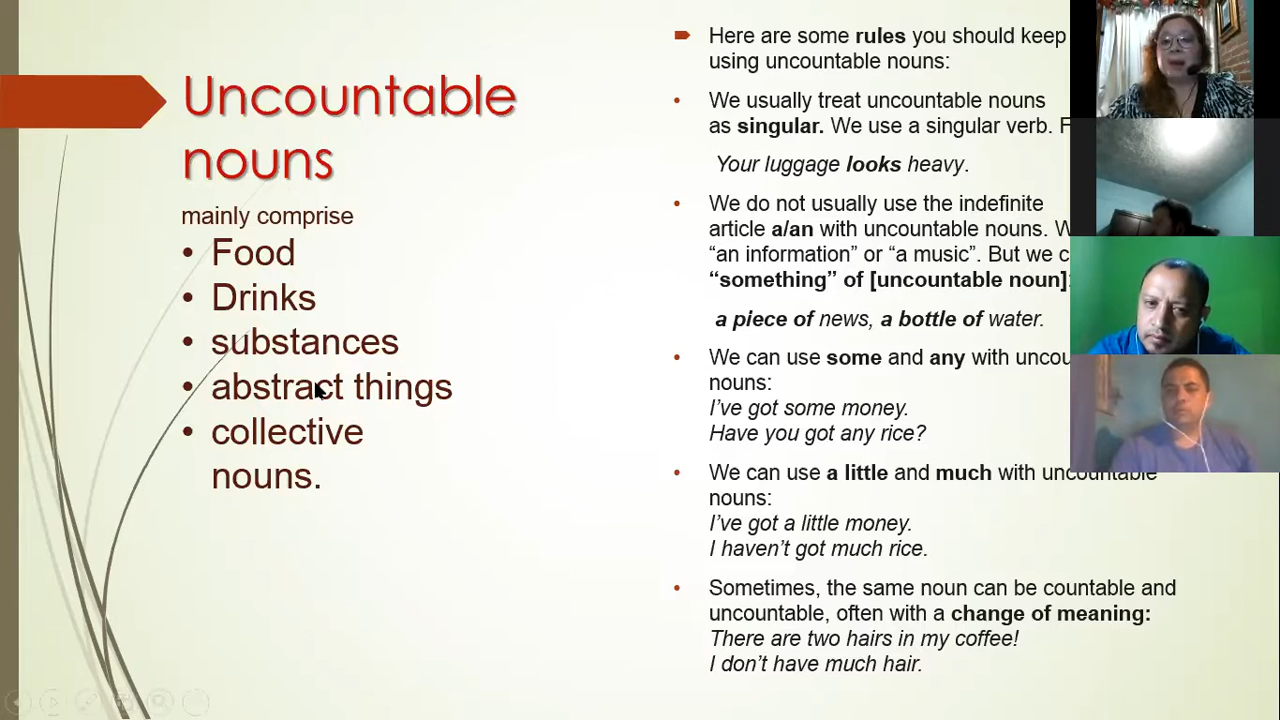 Uncountable
nouns
mainly comprise
• Food
• Drinks
• substances
• abstract things
• collective
nouns.
Here are some rules you should keep
using uncountable nouns:
• We usually treat uncountable nouns
as singular. We use a singular verb. F
Your luggage looks heavy.
• We do not usually use the indefinite
article a/an with uncountable nouns. W
“an information” or “a music”. But we c
“something” of [uncountable noun]:
a piece of news, a bottle of water.
• We can use some and any with uncou
nouns:
I’ve got some money.
Have you got any rice?
• We can use a little and much with uncountable
nouns:
I’ve got a little money.
I haven’t got much rice.
• Sometimes, the same noun can be countable and
uncountable, often with a change of meaning:
There are two hairs in my coffee!
I don’t have much hair.